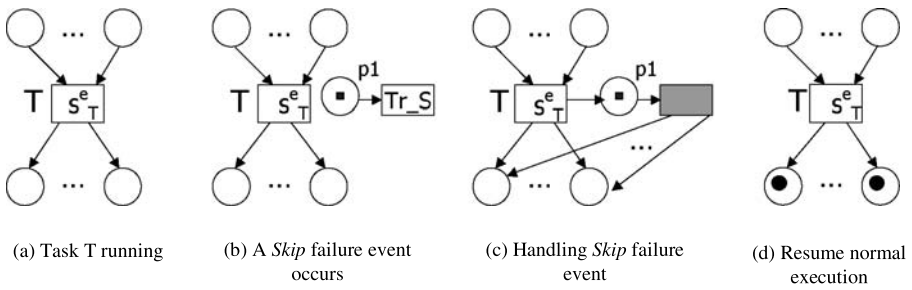 ... ... ... ...
p1 p1
T s^e_T T s^e_T Tr_S T s^e_T T s^e_T
...
... ... ... ...
(a) Task T running
(b) A Skip failure event
occurs
(c) Handling Skip failure
event
(d) Resume normal
execution